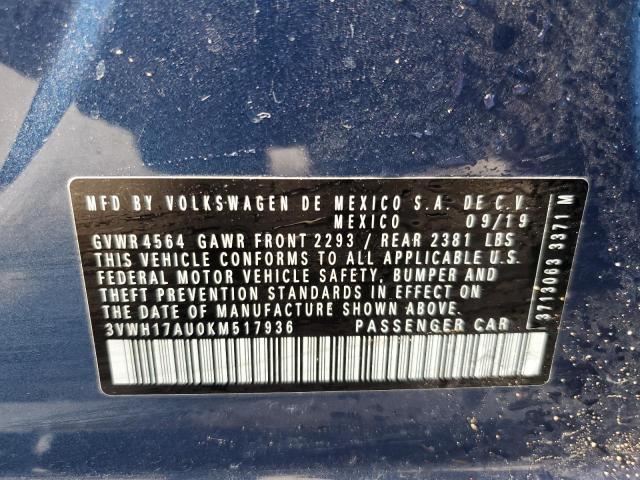 MFD BY VOLKSWAGEN DE MEXICO S.A. DE C.V.
MEXICO 09/19
GVWR 4564 GAWR FRONT 2293 / REAR 2381 LBS
THIS VEHICLE CONFORMS TO ALL APPLICABLE U.S.
FEDERAL MOTOR VEHICLE SAFETY, BUMPER AND
THEFT PREVENTION STANDARDS IN EFFECT ON
THE DATE OF MANUFACTURE SHOWN ABOVE.
3VWH17AU0KM517936 PASSENGER CAR
3713063 3371 M